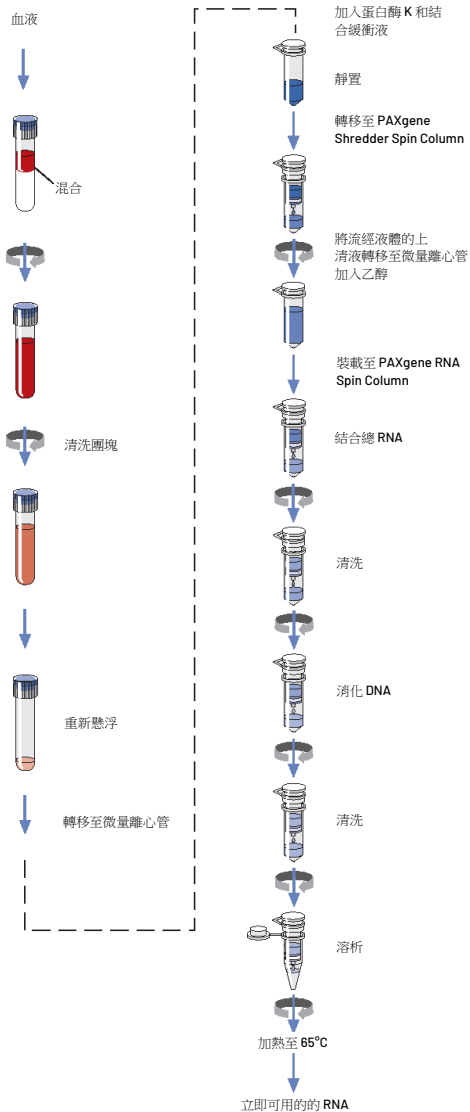 血液
混合
清洗團塊
重新懸浮
轉移至微量離心管
加入蛋白酶 K 和結
合緩衝液
靜置
轉移至 PAXgene
Shredder Spin Column
將流經液體的上
清液轉移至微量離心管
加入乙醇
裝載至 PAXgene RNA
Spin Column
結合總 RNA
清洗
消化 DNA
清洗
溶析
加熱至 65°C
立即可用的的 RNA